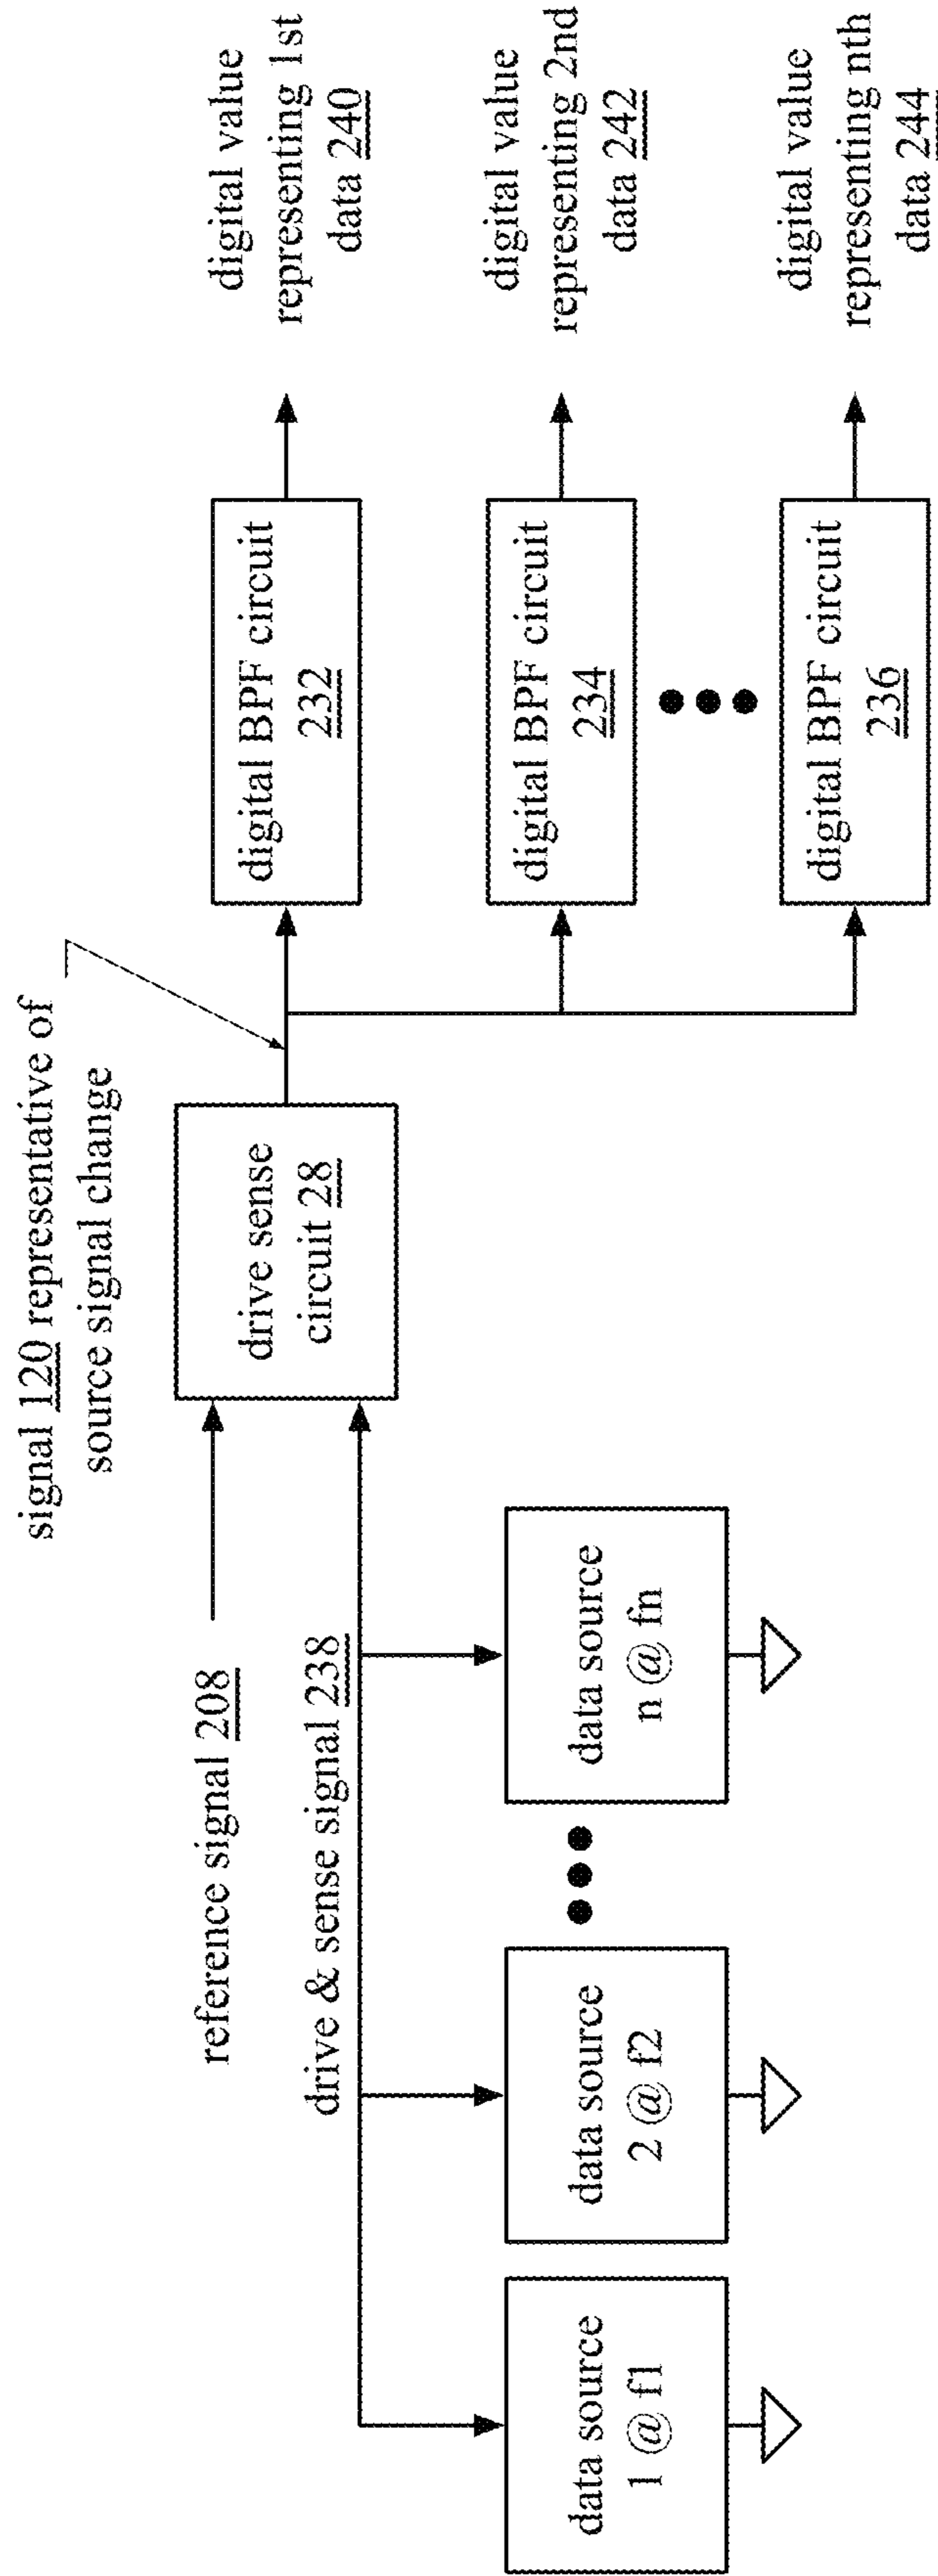 signal 120 representative of
source signal change
reference signal 208
drive & sense signal 238
drive sense
circuit 28
data source
1 @ f1
data source
2 @ f2
data source
n @ fn
digital BPF circuit
232
digital BPF circuit
234
digital BPF circuit
236
digital value
representing 1st
data 240
digital value
representing 2nd
data 242
digital value
representing nth
data 244